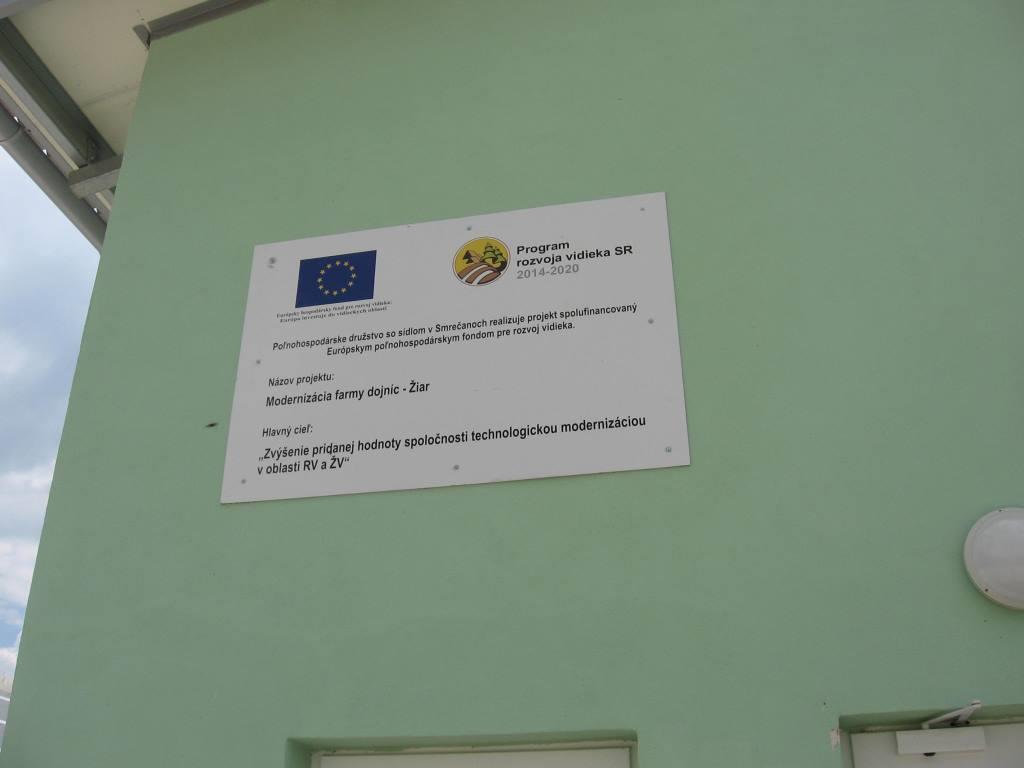 Európsky hospodársky fond pre rozvoj vidieka:
Európa investuje do vidieckych oblastí
Program
rozvoja vidieka SR
2014-2020
Poľnohospodárske družstvo so sídlom v Smrečanoch realizuje projekt spolufinancovaný
Európskym poľnohospodárskym fondom pre rozvoj vidieka.
Názov projektu:
Modernizácia farmy dojníc - Žiar
Hlavný cieľ:
„Zvýšenie pridanej hodnoty spoločnosti technologickou modernizáciou
v oblasti RV a ŽV“